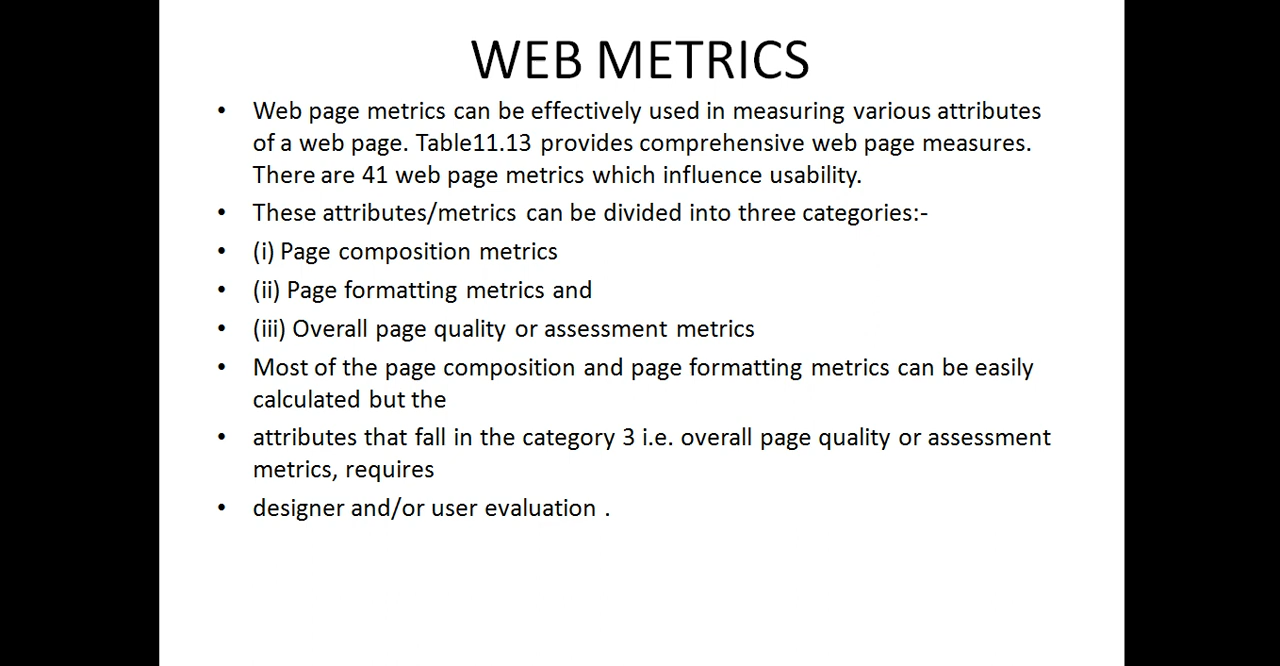 WEB METRICS
• Web page metrics can be effectively used in measuring various attributes
of a web page. Table11.13 provides comprehensive web page measures.
There are 41 web page metrics which influence usability.
• These attributes/metrics can be divided into three categories:-
• (i) Page composition metrics
• (ii) Page formatting metrics and
• (iii) Overall page quality or assessment metrics
• Most of the page composition and page formatting metrics can be easily
calculated but the
• attributes that fall in the category 3 i.e. overall page quality or assessment
metrics, requires
• designer and/or user evaluation .